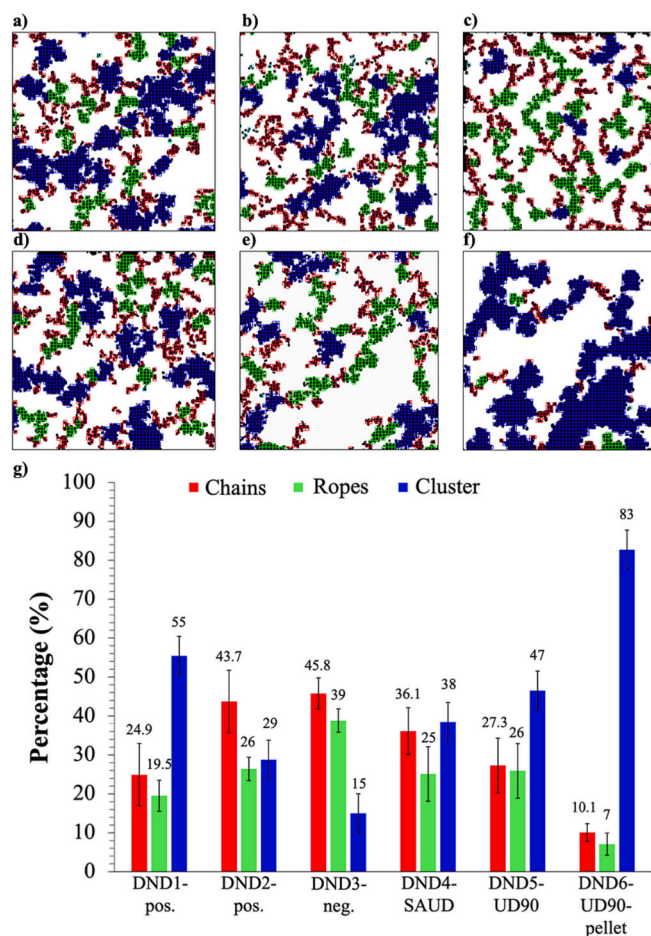 a)
b)
c)
d)
e)
f)
g)
Chains Ropes Cluster
Percentage (%)
100
90
80
70
60
50
40
30
20
10
0
24.9
19.5
55
43.7
26
29
45.8
39
15
36.1
25
38
27.3
26
47
10.1
7
83
DND1-
pos.
DND2-
pos.
DND3-
neg.
DND4-
SAUD
DND5-
UD90
DND6-
UD90-
pellet